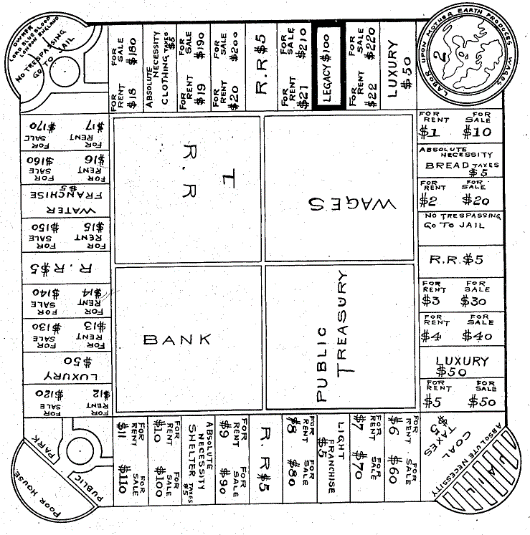 NO TRESPASSING
GO TO
JAIL
FOR SALE
$180
FOR RENT
$18
ABSOLUTE
NECESSITY
CLOTHING TAXES
$5
FOR SALE
$190
FOR RENT
$19
FOR SALE
$200
FOR RENT
$20
R.R $5
FOR SALE
$210
FOR RENT
$21
LEGACY $100
FOR SALE
$220
FOR RENT
$22
LUXURY
$50
LABOR UPON MOTHER EARTH PRODUCES WAGES
FOR RENT
$1
FOR SALE
$10
ABSOLUTE
NECESSITY
BREAD TAXES
$5
FOR RENT
$2
FOR SALE
$20
NO TRESPASSING
GO TO JAIL
R.R. $5
FOR RENT
$3
FOR SALE
$30
FOR RENT
$4
FOR SALE
$40
LUXURY
$50
FOR RENT
$5
FOR SALE
$50
COAL
TAXES
$5
ABSOLUTE NECESSITY
FOR RENT
$6
FOR SALE
$60
FOR RENT
$7
FOR SALE
$70
LIGHT
FRANCHISE
$5
FOR RENT
$8
FOR SALE
$80
R.R $5
FOR RENT
$9
FOR SALE
$90
ABSOLUTE
NECESSITY
SHELTER TAXES
$5
FOR RENT
$10
FOR SALE
$100
FOR RENT
$11
FOR SALE
$110
PUBLIC
PARK
POOR HOUSE
FOR RENT
$12
FOR SALE
$120
LUXURY
$50
FOR RENT
$13
FOR SALE
$130
FOR RENT
$14
FOR SALE
$140
R.R $5
FOR RENT
$15
FOR SALE
$150
WATER
FRANCHISE
$5
FOR RENT
$16
FOR SALE
$160
FOR RENT
$17
FOR SALE
$170
R.R
WAGES
BANK
PUBLIC
TREASURY